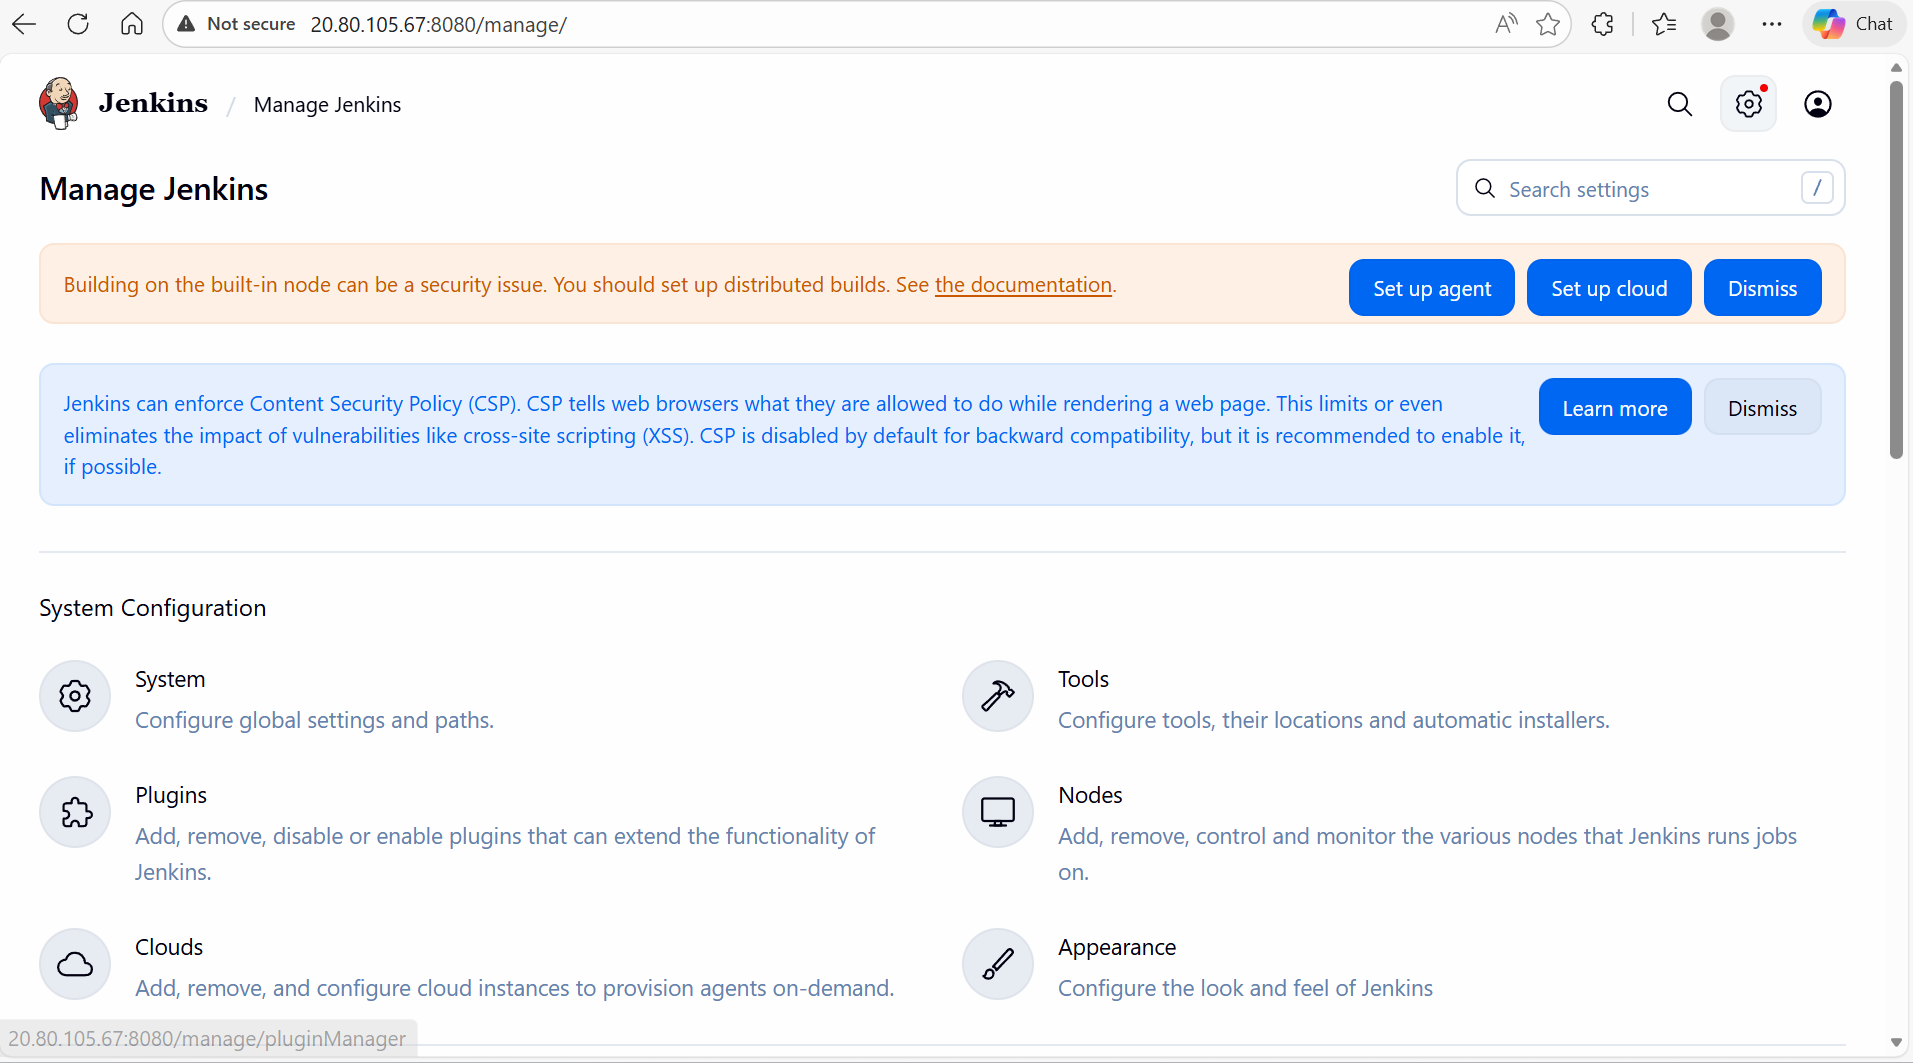 Not secure 20.80.105.67:8080/manage/ Chat
Jenkins / Manage Jenkins
Manage Jenkins
Search settings /
Building on the built-in node can be a security issue. You should set up distributed builds. See the documentation.
Set up agent Set up cloud Dismiss
Jenkins can enforce Content Security Policy (CSP). CSP tells web browsers what they are allowed to do while rendering a web page. This limits or even
eliminates the impact of vulnerabilities like cross-site scripting (XSS). CSP is disabled by default for backward compatibility, but it is recommended to enable it,
if possible.
Learn more Dismiss
System Configuration
System
Configure global settings and paths.
Tools
Configure tools, their locations and automatic installers.
Plugins
Add, remove, disable or enable plugins that can extend the functionality of
Jenkins.
Nodes
Add, remove, control and monitor the various nodes that Jenkins runs jobs
on.
Clouds
Add, remove, and configure cloud instances to provision agents on-demand.
Appearance
Configure the look and feel of Jenkins
20.80.105.67:8080/manage/pluginManager